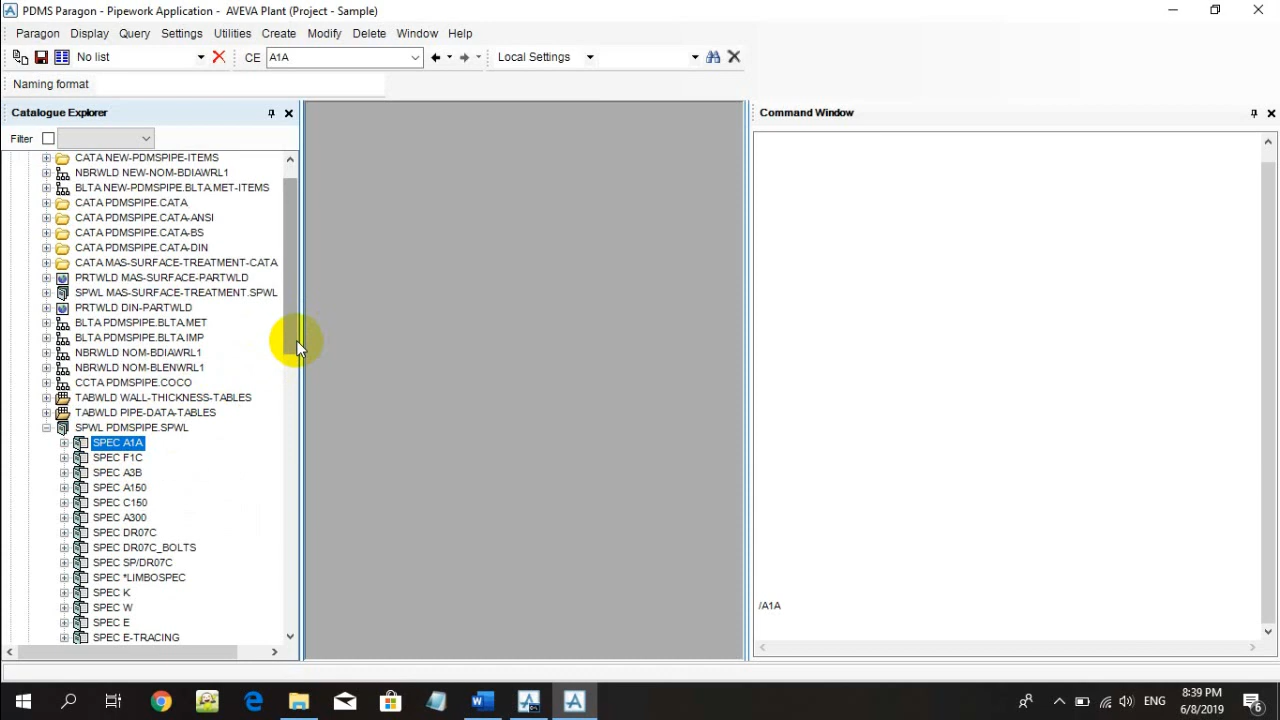 PDMS Paragon - Pipework Application - AVEVA Plant (Project - Sample)
Paragon Display Query Settings Utilities Create Modify Delete Window Help
No list CE A1A Local Settings
Naming format
Catalogue Explorer
Filter
CATA NEW-PDMSPIPE-ITEMS
NBRWLD NEW-NOM-BDIAWRL1
BLTA NEW-PDMSPIPE.BLTA.MET-ITEMS
CATA PDMSPIPE.CATA
CATA PDMSPIPE.CATA-ANSI
CATA PDMSPIPE.CATA-BS
CATA PDMSPIPE.CATA-DIN
CATA MAS-SURFACE-TREATMENT-CATA
PRTWLD MAS-SURFACE-PARTWLD
SPWL MAS-SURFACE-TREATMENT.SPWL
PRTWLD DIN-PARTWLD
BLTA PDMSPIPE.BLTA.MET
BLTA PDMSPIPE.BLTA.IMP
NBRWLD NOM-BDIAWRL1
NBRWLD NOM-BLENWRL1
CCTA PDMSPIPE.COCO
TABWLD WALL-THICKNESS-TABLES
TABWLD PIPE-DATA-TABLES
SPWL PDMSPIPE.SPWL
SPEC A1A
SPEC F1C
SPEC A3B
SPEC A150
SPEC C150
SPEC A300
SPEC DR07C
SPEC DR07C_BOLTS
SPEC SP/DR07C
SPEC *LIMBOSPEC
SPEC K
SPEC W
SPEC E
SPEC E-TRACING
Command Window
/A1A
ENG
8:39 PM
6/8/2019
6